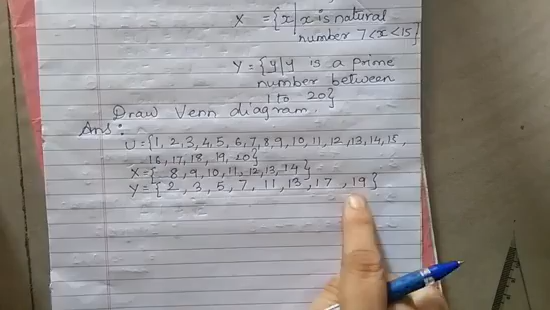 X = {x | x is natural
number 7 < x < 15}
Y = {y | y is a prime
number between
1 to 20}
Draw Venn diagram.
Ans:
U = {1, 2, 3, 4, 5, 6, 7, 8, 9, 10, 11, 12, 13, 14, 15,
16, 17, 18, 19, 20}
X = { 8, 9, 10, 11, 12, 13, 14 }
Y = { 2, 3, 5, 7, 11, 13, 17, 19 }